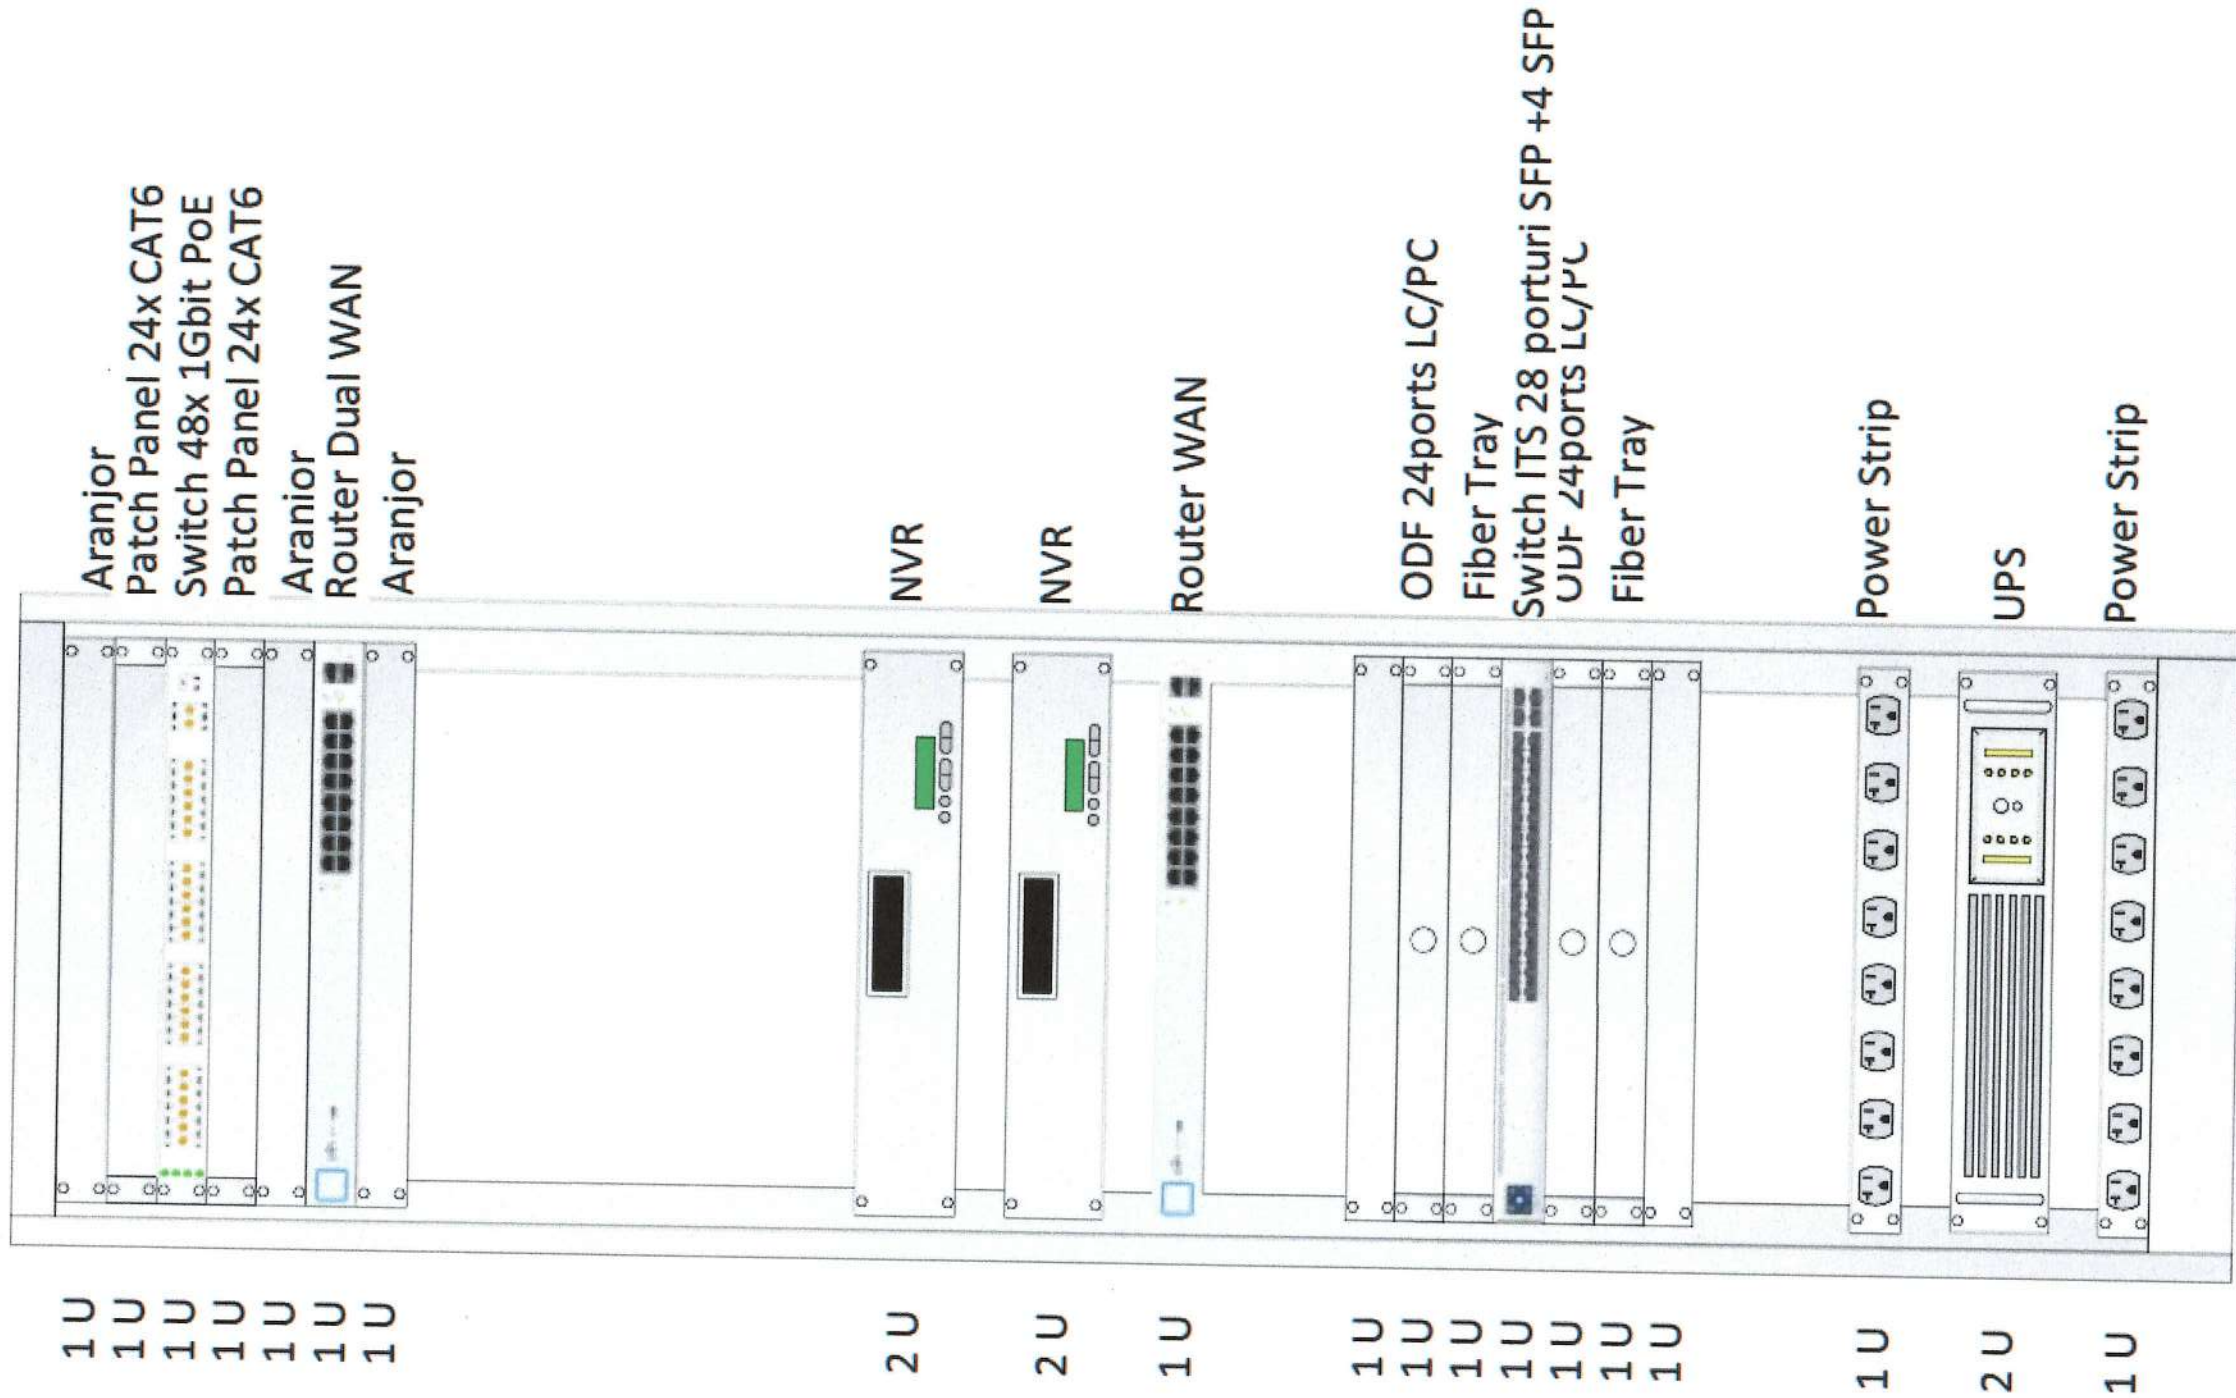 1 U Aranjor
1 U Patch Panel 24x CAT6
1 U Switch 48x 1Gbit PoE
1 U Patch Panel 24x CAT6
1 U Aranior
1 U Router Dual WAN
1 U Aranjor
2 U NVR
2 U NVR
1 U Router WAN
1 U
1 U ODF 24ports LC/PC
1 U Fiber Tray
1 U Switch ITS 28 porturi SFP +4 SFP
1 U ODF 24ports LC/PC
1 U Fiber Tray
1 U
1 U Power Strip
2 U UPS
1 U Power Strip